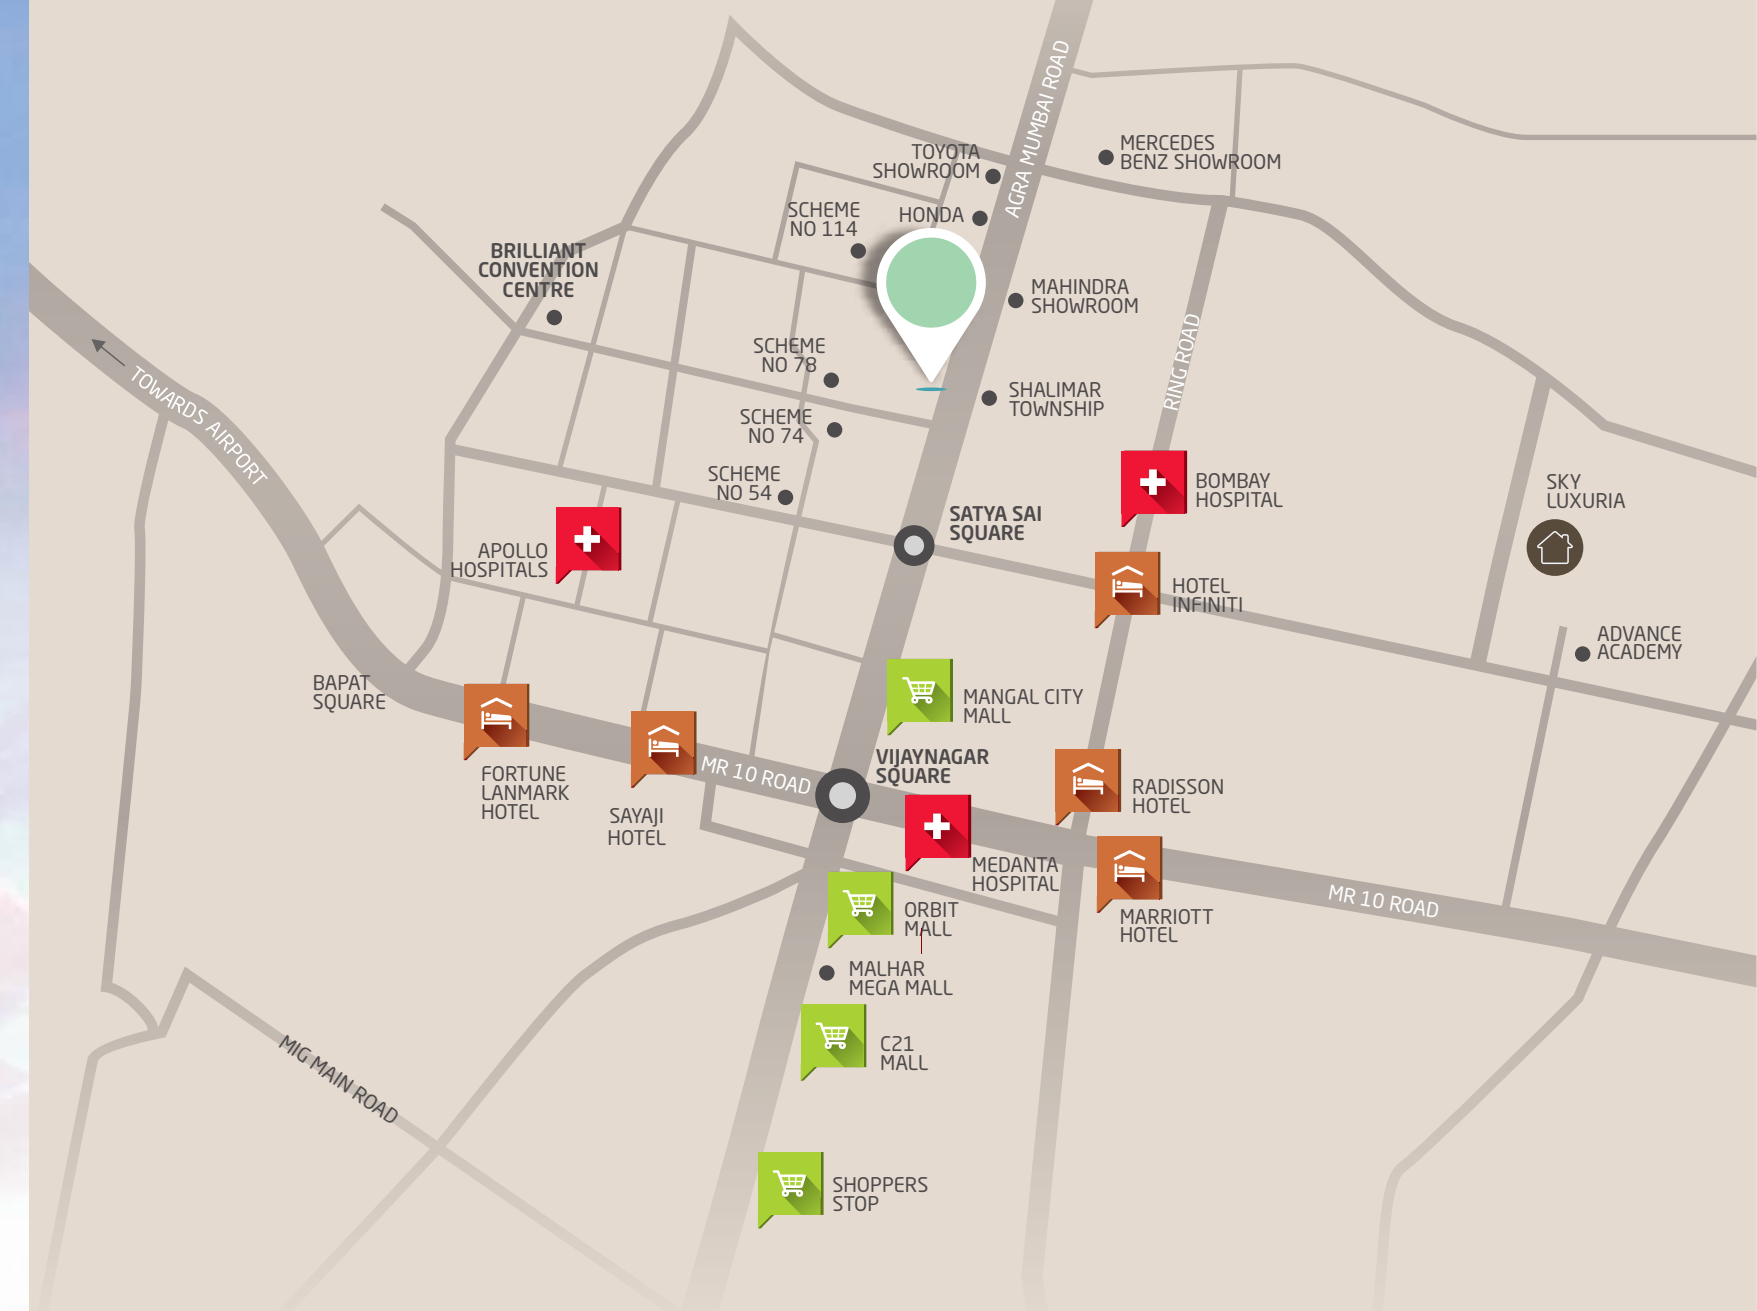 AGRA MUMBAI ROAD
MERCEDES
BENZ SHOWROOM
TOYOTA
SHOWROOM
SCHEME
NO 114
HONDA
BRILLIANT
CONVENTION
CENTRE
MAHINDRA
SHOWROOM
RING ROAD
SCHEME
NO 78
TOWARDS AIRPORT
SHALIMAR
TOWNSHIP
SCHEME
NO 74
SCHEME
NO 54
BOMBAY
HOSPITAL
SKY
LUXURIA
SATYA SAI
SQUARE
APOLLO
HOSPITALS
HOTEL
INFINITI
ADVANCE
ACADEMY
BAPAT
SQUARE
MANGAL CITY
MALL
VIJAYNAGAR
SQUARE
FORTUNE
LANMARK
HOTEL
MR 10 ROAD
RADISSON
HOTEL
SAYAJI
HOTEL
MEDANTA
HOSPITAL
MR 10 ROAD
ORBIT
MALL
MARRIOTT
HOTEL
MALHAR
MEGA MALL
C21
MALL
MIG MAIN ROAD
SHOPPERS
STOP